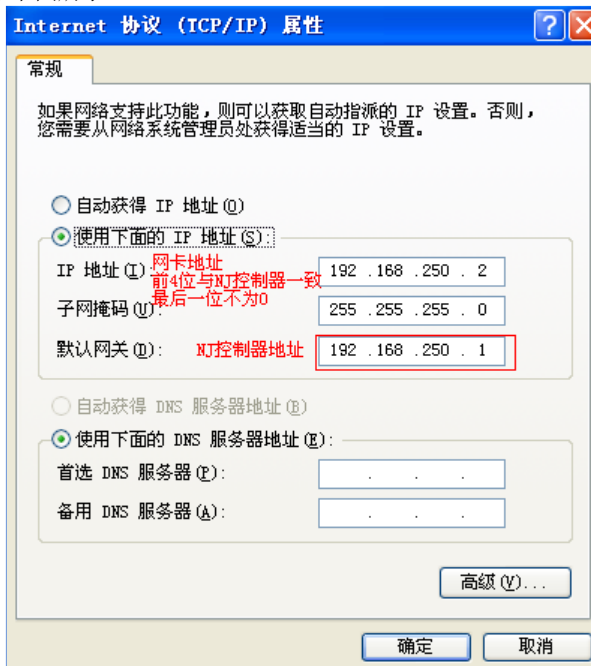 Internet 协议 (TCP/IP) 属性
常规
如果网络支持此功能，则可以获取自动指派的 IP 设置。否则，
您需要从网络系统管理员处获得适当的 IP 设置。
自动获得 IP 地址(O)
使用下面的 IP 地址(S):
IP 地址(I): 192 .168 .250 . 2
网卡地址
前4位与NJ控制器一致
最后一位不为0
子网掩码(U): 255 .255 .255 . 0
默认网关(D): NJ控制器地址 192 .168 .250 . 1
自动获得 DNS 服务器地址(B)
使用下面的 DNS 服务器地址(E):
首选 DNS 服务器(P): . . .
备用 DNS 服务器(A): . . .
高级(V)...
确定 取消